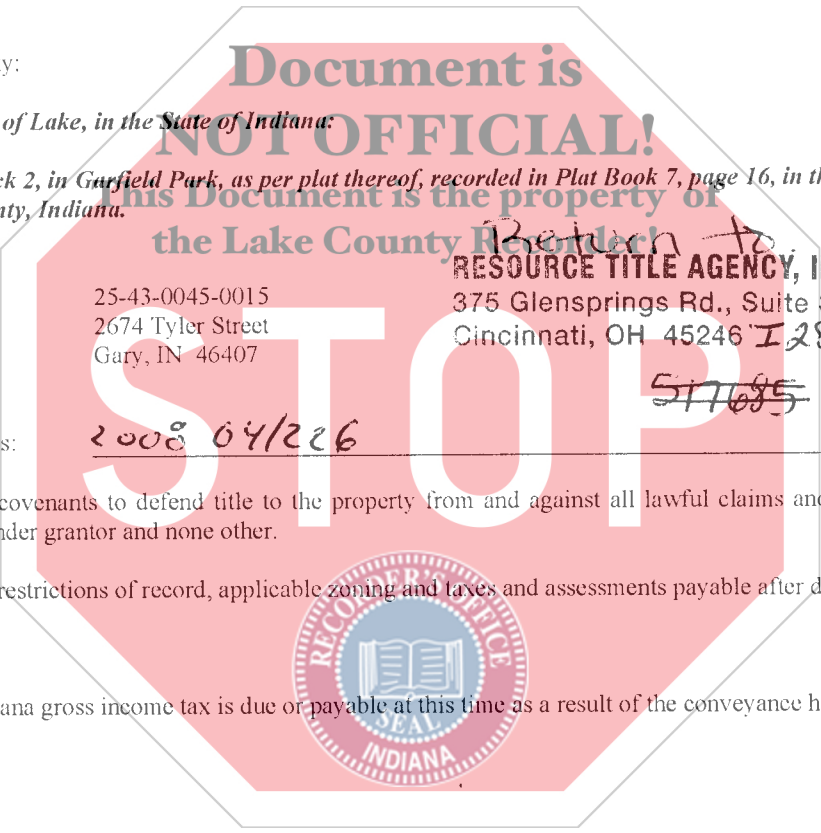 Document is
y:
of Lake, in the State of Indiana:
NOT OFFICIAL!
ck 2, in Garfield Park, as per plat thereof, recorded in Plat Book 7, page 16, in th
This Document is the property of
nty, Indiana.
the Lake County Recorder!
Return to
RESOURCE TITLE AGENCY, I
25-43-0045-0015
375 Glensprings Rd., Suite
2674 Tyler Street
Cincinnati, OH 45246 I28
Gary, IN 46407
517685
STOP
s:
2008 041226
covenants to defend title to the property from and against all lawful claims and
nder grantor and none other.
restrictions of record, applicable zoning and taxes and assessments payable after d
RECORDER'S OFFICE
ana gross income tax is due or payable at this time as a result of the conveyance h
SEAL
INDIANA